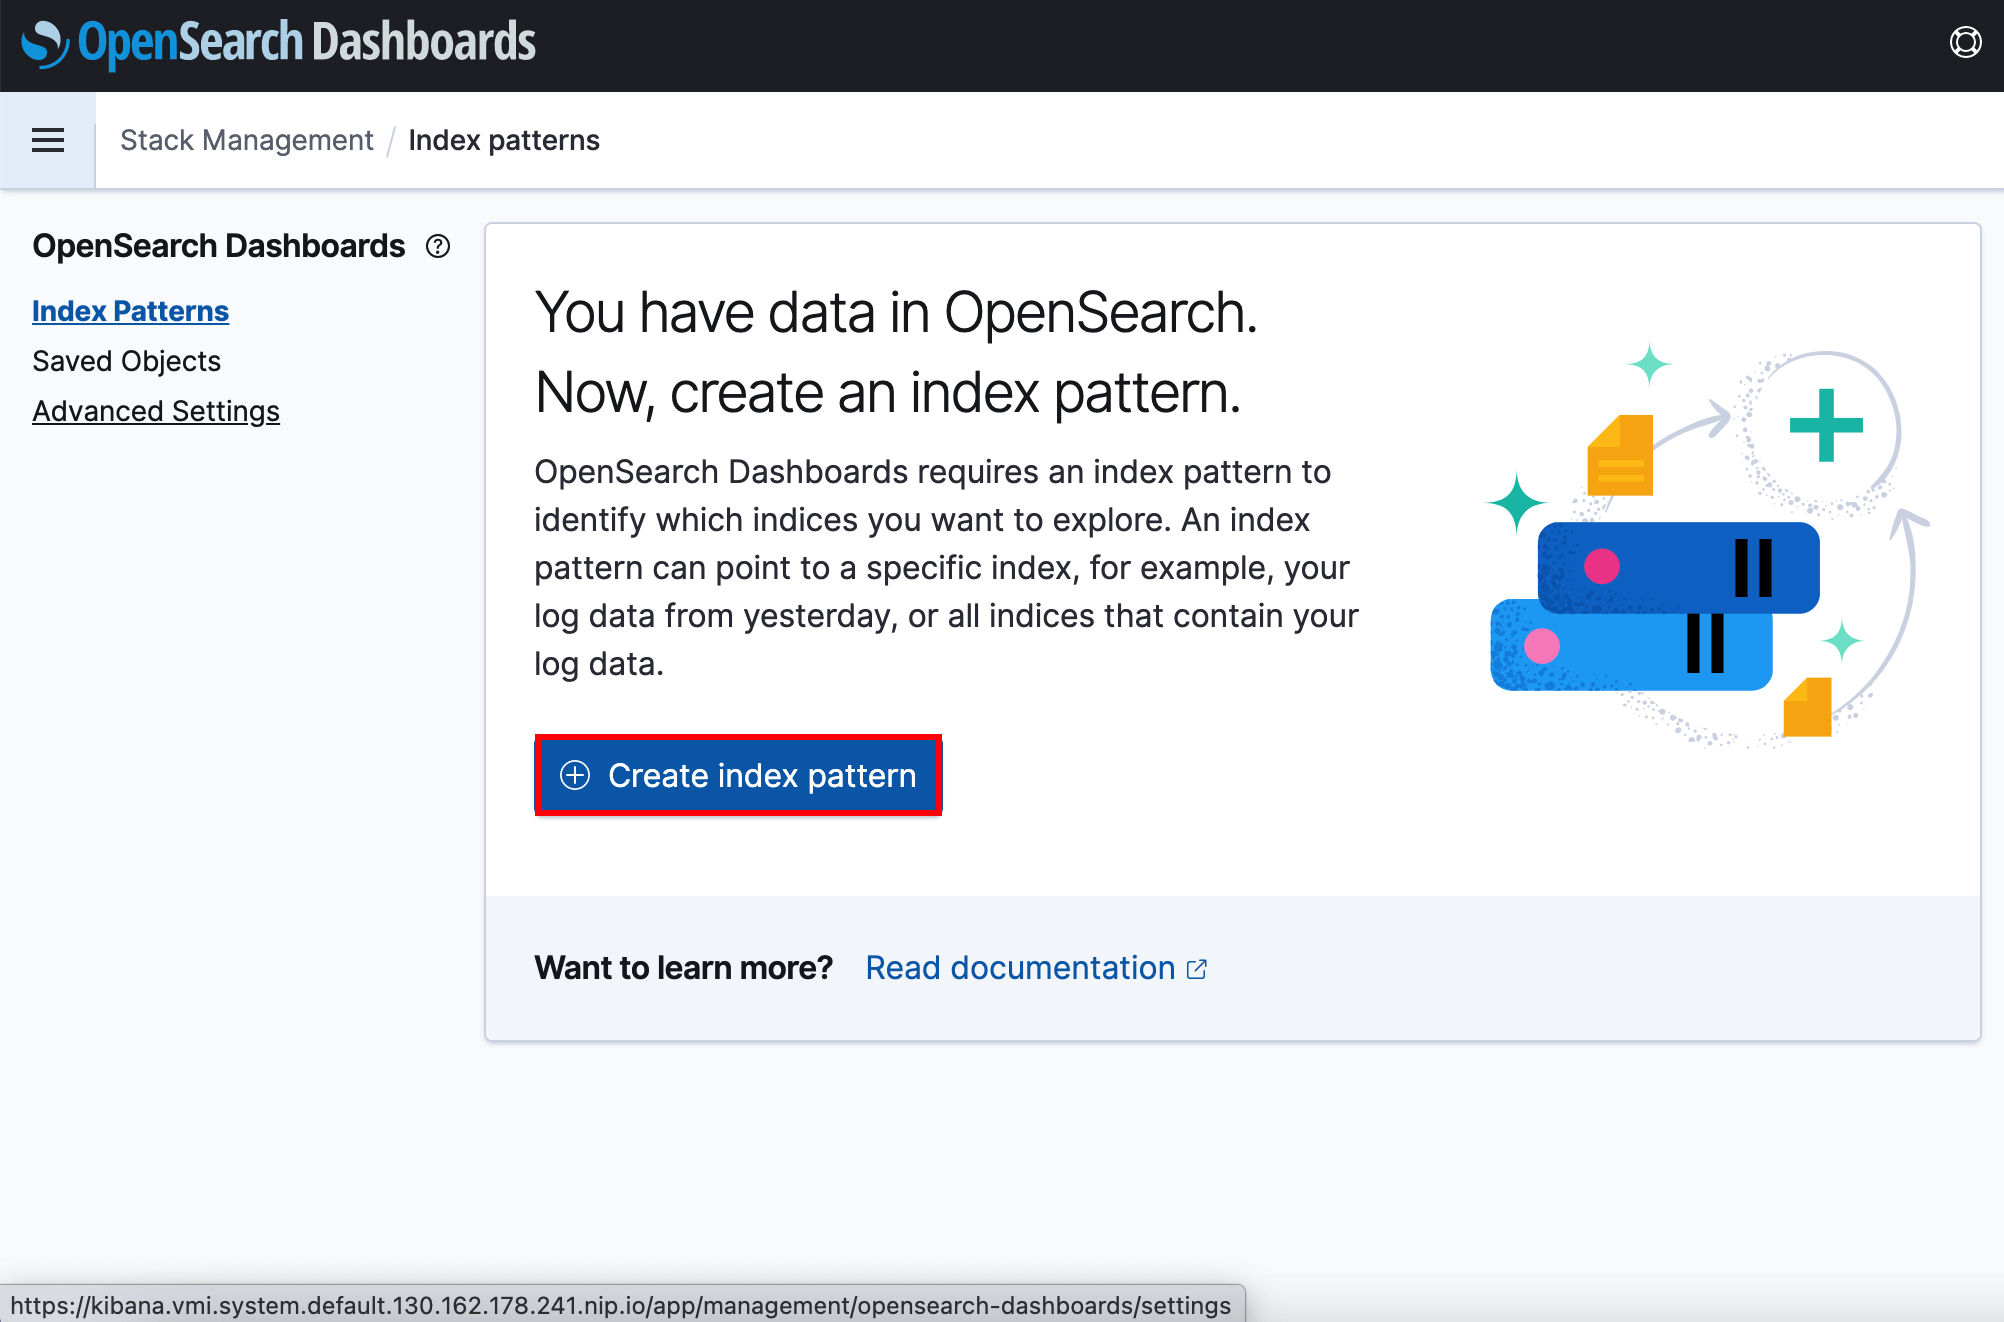 OpenSearch Dashboards
Stack Management / Index patterns
OpenSearch Dashboards
Index Patterns
Saved Objects
Advanced Settings
You have data in OpenSearch.
Now, create an index pattern.
OpenSearch Dashboards requires an index pattern to
identify which indices you want to explore. An index
pattern can point to a specific index, for example, your
log data from yesterday, or all indices that contain your
log data.
Create index pattern
Want to learn more? Read documentation
https://kibana.vmi.system.default.130.162.178.241.nip.io/app/management/opensearch-dashboards/settings